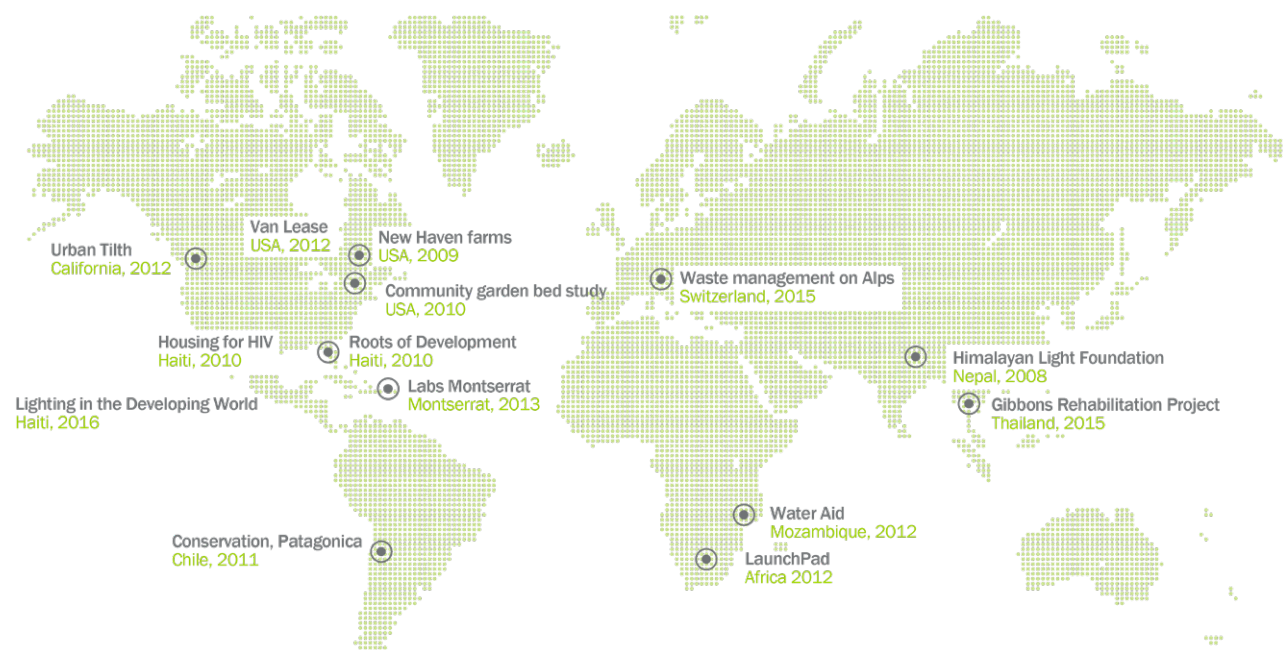 Van Lease
USA, 2012
New Haven farms
USA, 2009
Urban Tilth
California, 2012
Community garden bed study
USA, 2010
Waste management on Alps
Switzerland, 2015
Housing for HIV
Haiti, 2010
Roots of Development
Haiti, 2010
Himalayan Light Foundation
Nepal, 2008
Labs Montserrat
Montserrat, 2013
Lighting in the Developing World
Haiti, 2016
Gibbons Rehabilitation Project
Thailand, 2015
Water Aid
Mozambique, 2012
Conservation, Patagonica
Chile, 2011
LaunchPad
Africa 2012